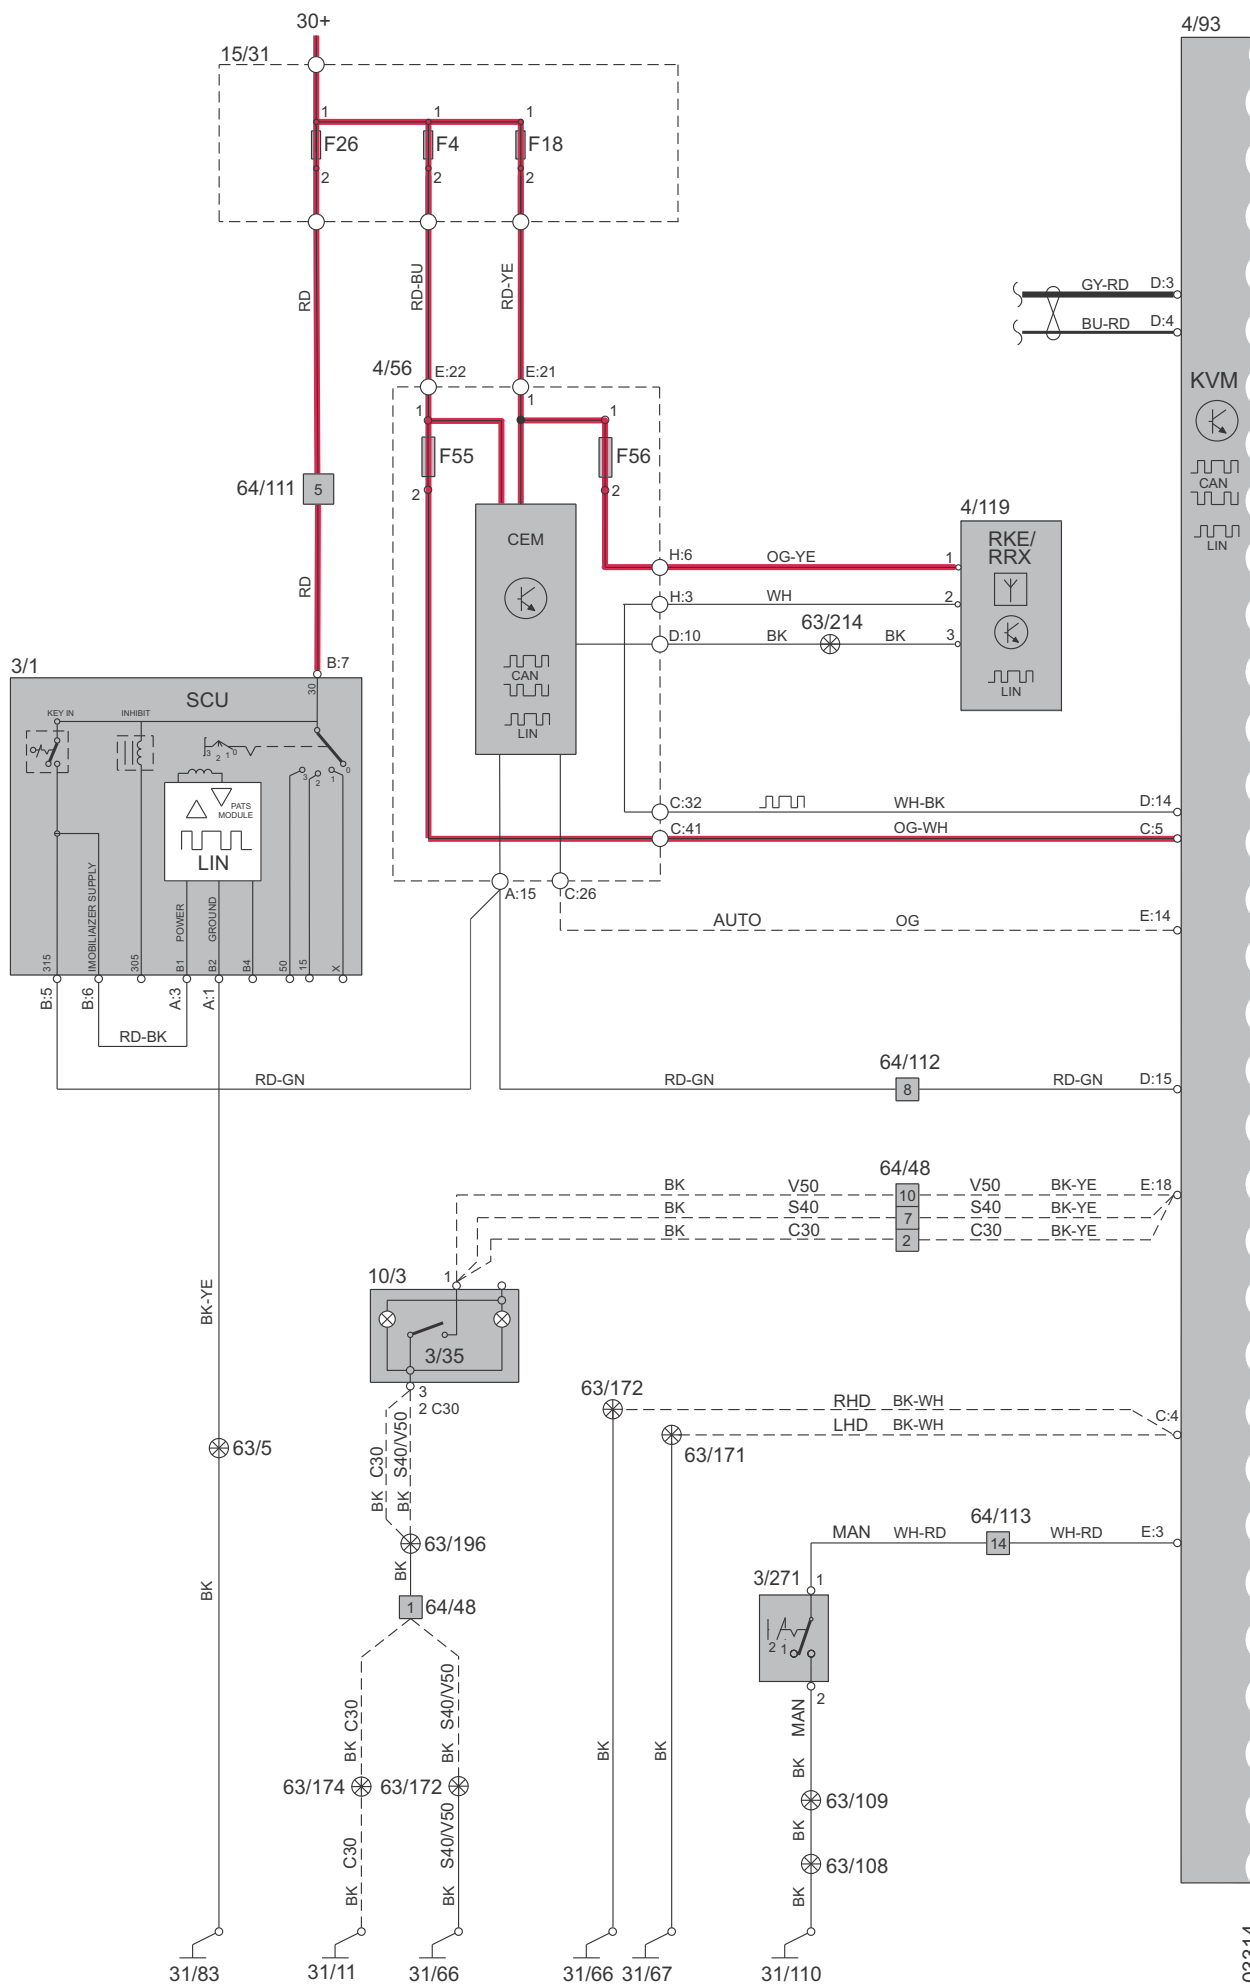 30+
4/93
15/31
1 1 1
F26 F4 F18
2 2 2
RD RD-BU RD-YE
GY-RD D:3
BU-RD D:4
4/56 E:22 E:21
KVM
CAN
LIN
1 1 1
F55 F56
64/111 5
2 2
4/119
CEM
RKE/
RRX
H:6 OG-YE 1
RD
H:3 WH 2
63/214
D:10 BK BK 3
CAN
LIN
LIN
3/1 B:7
30
SCU
KEY IN INHIBIT
3 2 1 0
3 2 1 0
PATS
MODULE
LIN
C:32 WH-BK D:14
C:41 OG-WH C:5
A:15 C:26
AUTO OG E:14
315 IMOBILIAIZER SUPPLY 305 POWER B1 GROUND B2 B4 50 15 X
B:5 B:6 A:3 A:1
RD-BK
64/112
RD-GN RD-GN 8 RD-GN D:15
64/48
BK V50 10 V50 BK-YE E:18
BK S40 7 S40 BK-YE
BK C30 2 C30 BK-YE
10/3 1
BK-YE
3/35
3
2 C30
63/172 RHD BK-WH C:4
LHD BK-WH
63/5 63/171
BK C30 BK S40/V50
64/113
MAN WH-RD 14 WH-RD E:3
63/196
BK
3/271 1
BK
1 64/48
2 1
2
BK C30 BK S40/V50
BK BK
MAN
BK
63/174 63/172
63/109
BK
BK C30 BK S40/V50
63/108
BK
31/83 31/11 31/66 31/66 31/67 31/110